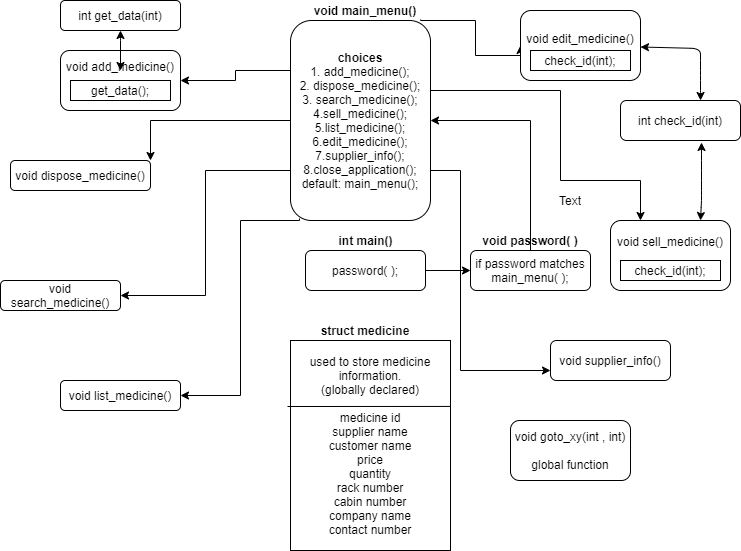 int get_data(int)
void main_menu()
void add_medicine()
get_data();
choices
1. add_medicine();
2. dispose_medicine();
3. search_medicine();
4.sell_medicine();
5.list_medicine();
6.edit_medicine();
7.supplier_info();
8.close_application();
default: main_menu();
void edit_medicine()
check_id(int);
int check_id(int)
void dispose_medicine()
Text
void sell_medicine()
check_id(int);
int main()
password( );
void password( )
if password matches
main_menu( );
void
search_medicine()
struct medicine
used to store medicine
information.
(globally declared)
medicine id
supplier name
customer name
price
quantity
rack number
cabin number
company name
contact number
void supplier_info()
void list_medicine()
void goto_xy(int , int)
global function